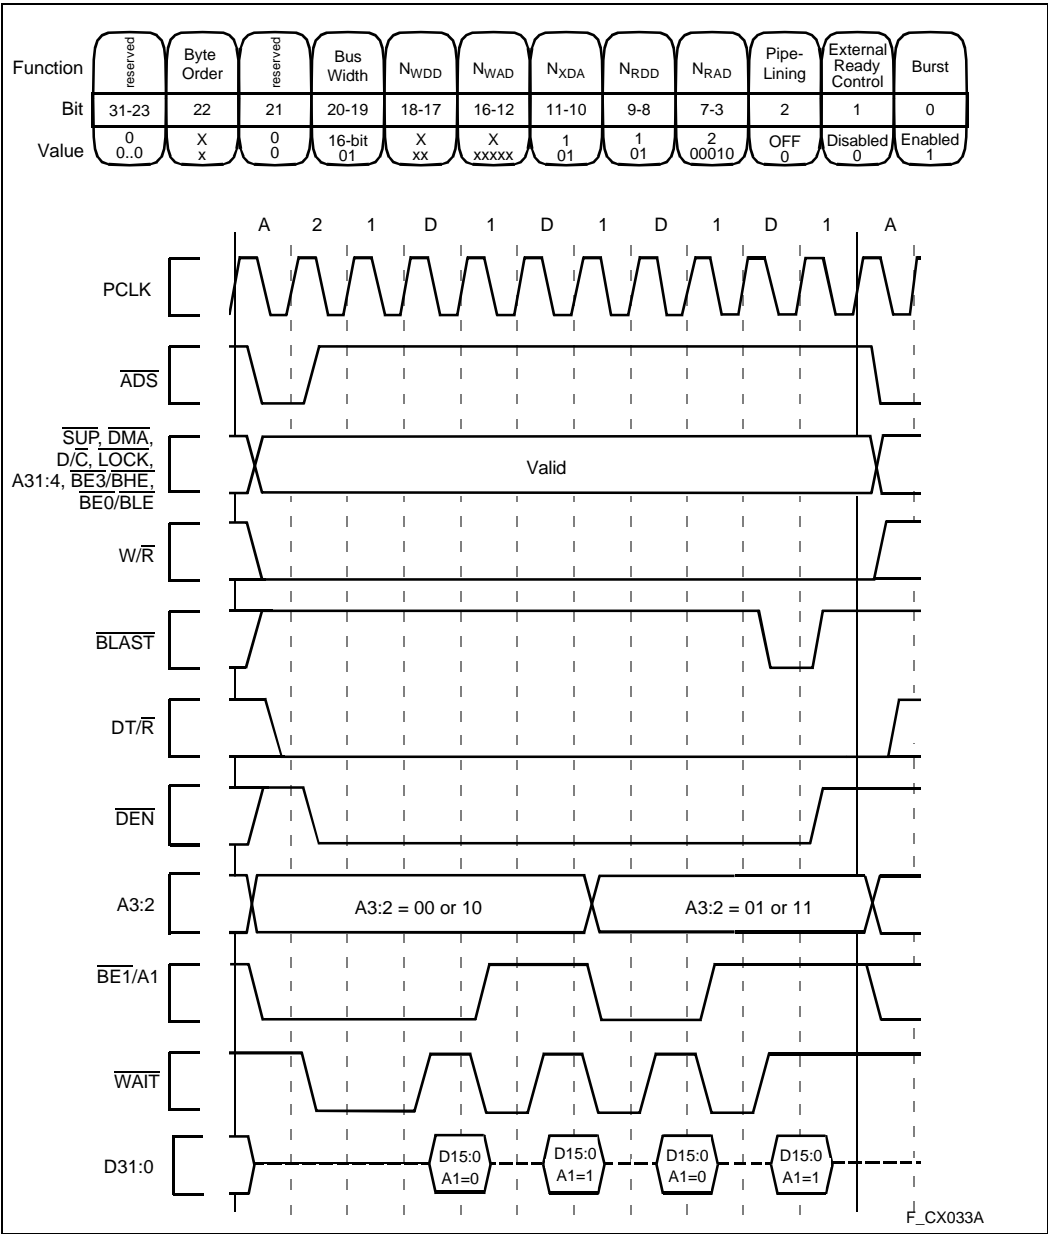 Function reserved Byte Order reserved Bus Width NWDD NWAD NXDA NRDD NRAD Pipe-Lining External Ready Control Burst
Bit 31-23 22 21 20-19 18-17 16-12 11-10 9-8 7-3 2 1 0
Value 0 X 0 16-bit X X 1 1 2 OFF Disabled Enabled
0..0 x 0 01 xx xxxxx 01 01 00010 0 0 1
A 2 1 D 1 D 1 D 1 D 1 A
PCLK
ADS
SUP, DMA,
D/C, LOCK,
A31:4, BE3/BHE,
BE0/BLE
Valid
W/R
BLAST
DT/R
DEN
A3:2 A3:2 = 00 or 10 A3:2 = 01 or 11
BE1/A1
WAIT
D31:0
D15:0 D15:0 D15:0 D15:0
A1=0 A1=1 A1=0 A1=1
F_CX033A